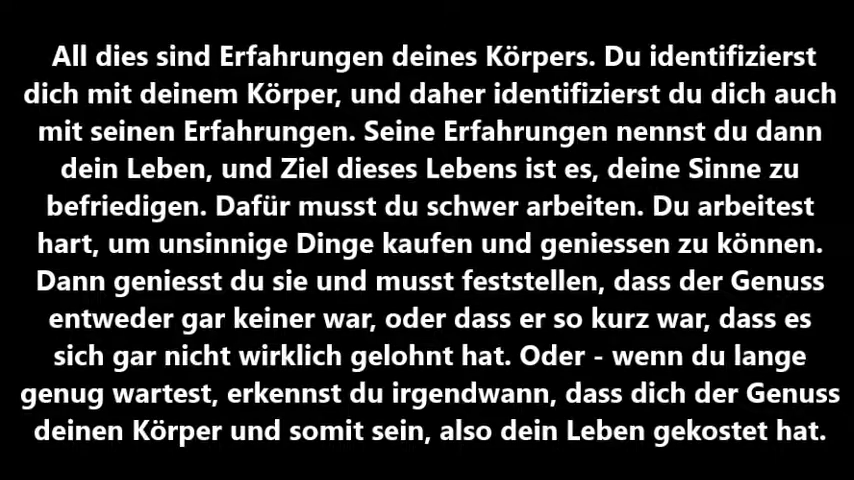 All dies sind Erfahrungen deines Körpers. Du identifizierst
dich mit deinem Körper, und daher identifizierst du dich auch
mit seinen Erfahrungen. Seine Erfahrungen nennst du dann
dein Leben, und Ziel dieses Lebens ist es, deine Sinne zu
befriedigen. Dafür musst du schwer arbeiten. Du arbeitest
hart, um unsinnige Dinge kaufen und geniessen zu können.
Dann geniesst du sie und musst feststellen, dass der Genuss
entweder gar keiner war, oder dass er so kurz war, dass es
sich gar nicht wirklich gelohnt hat. Oder - wenn du lange
genug wartest, erkennst du irgendwann, dass dich der Genuss
deinen Körper und somit sein, also dein Leben gekostet hat.